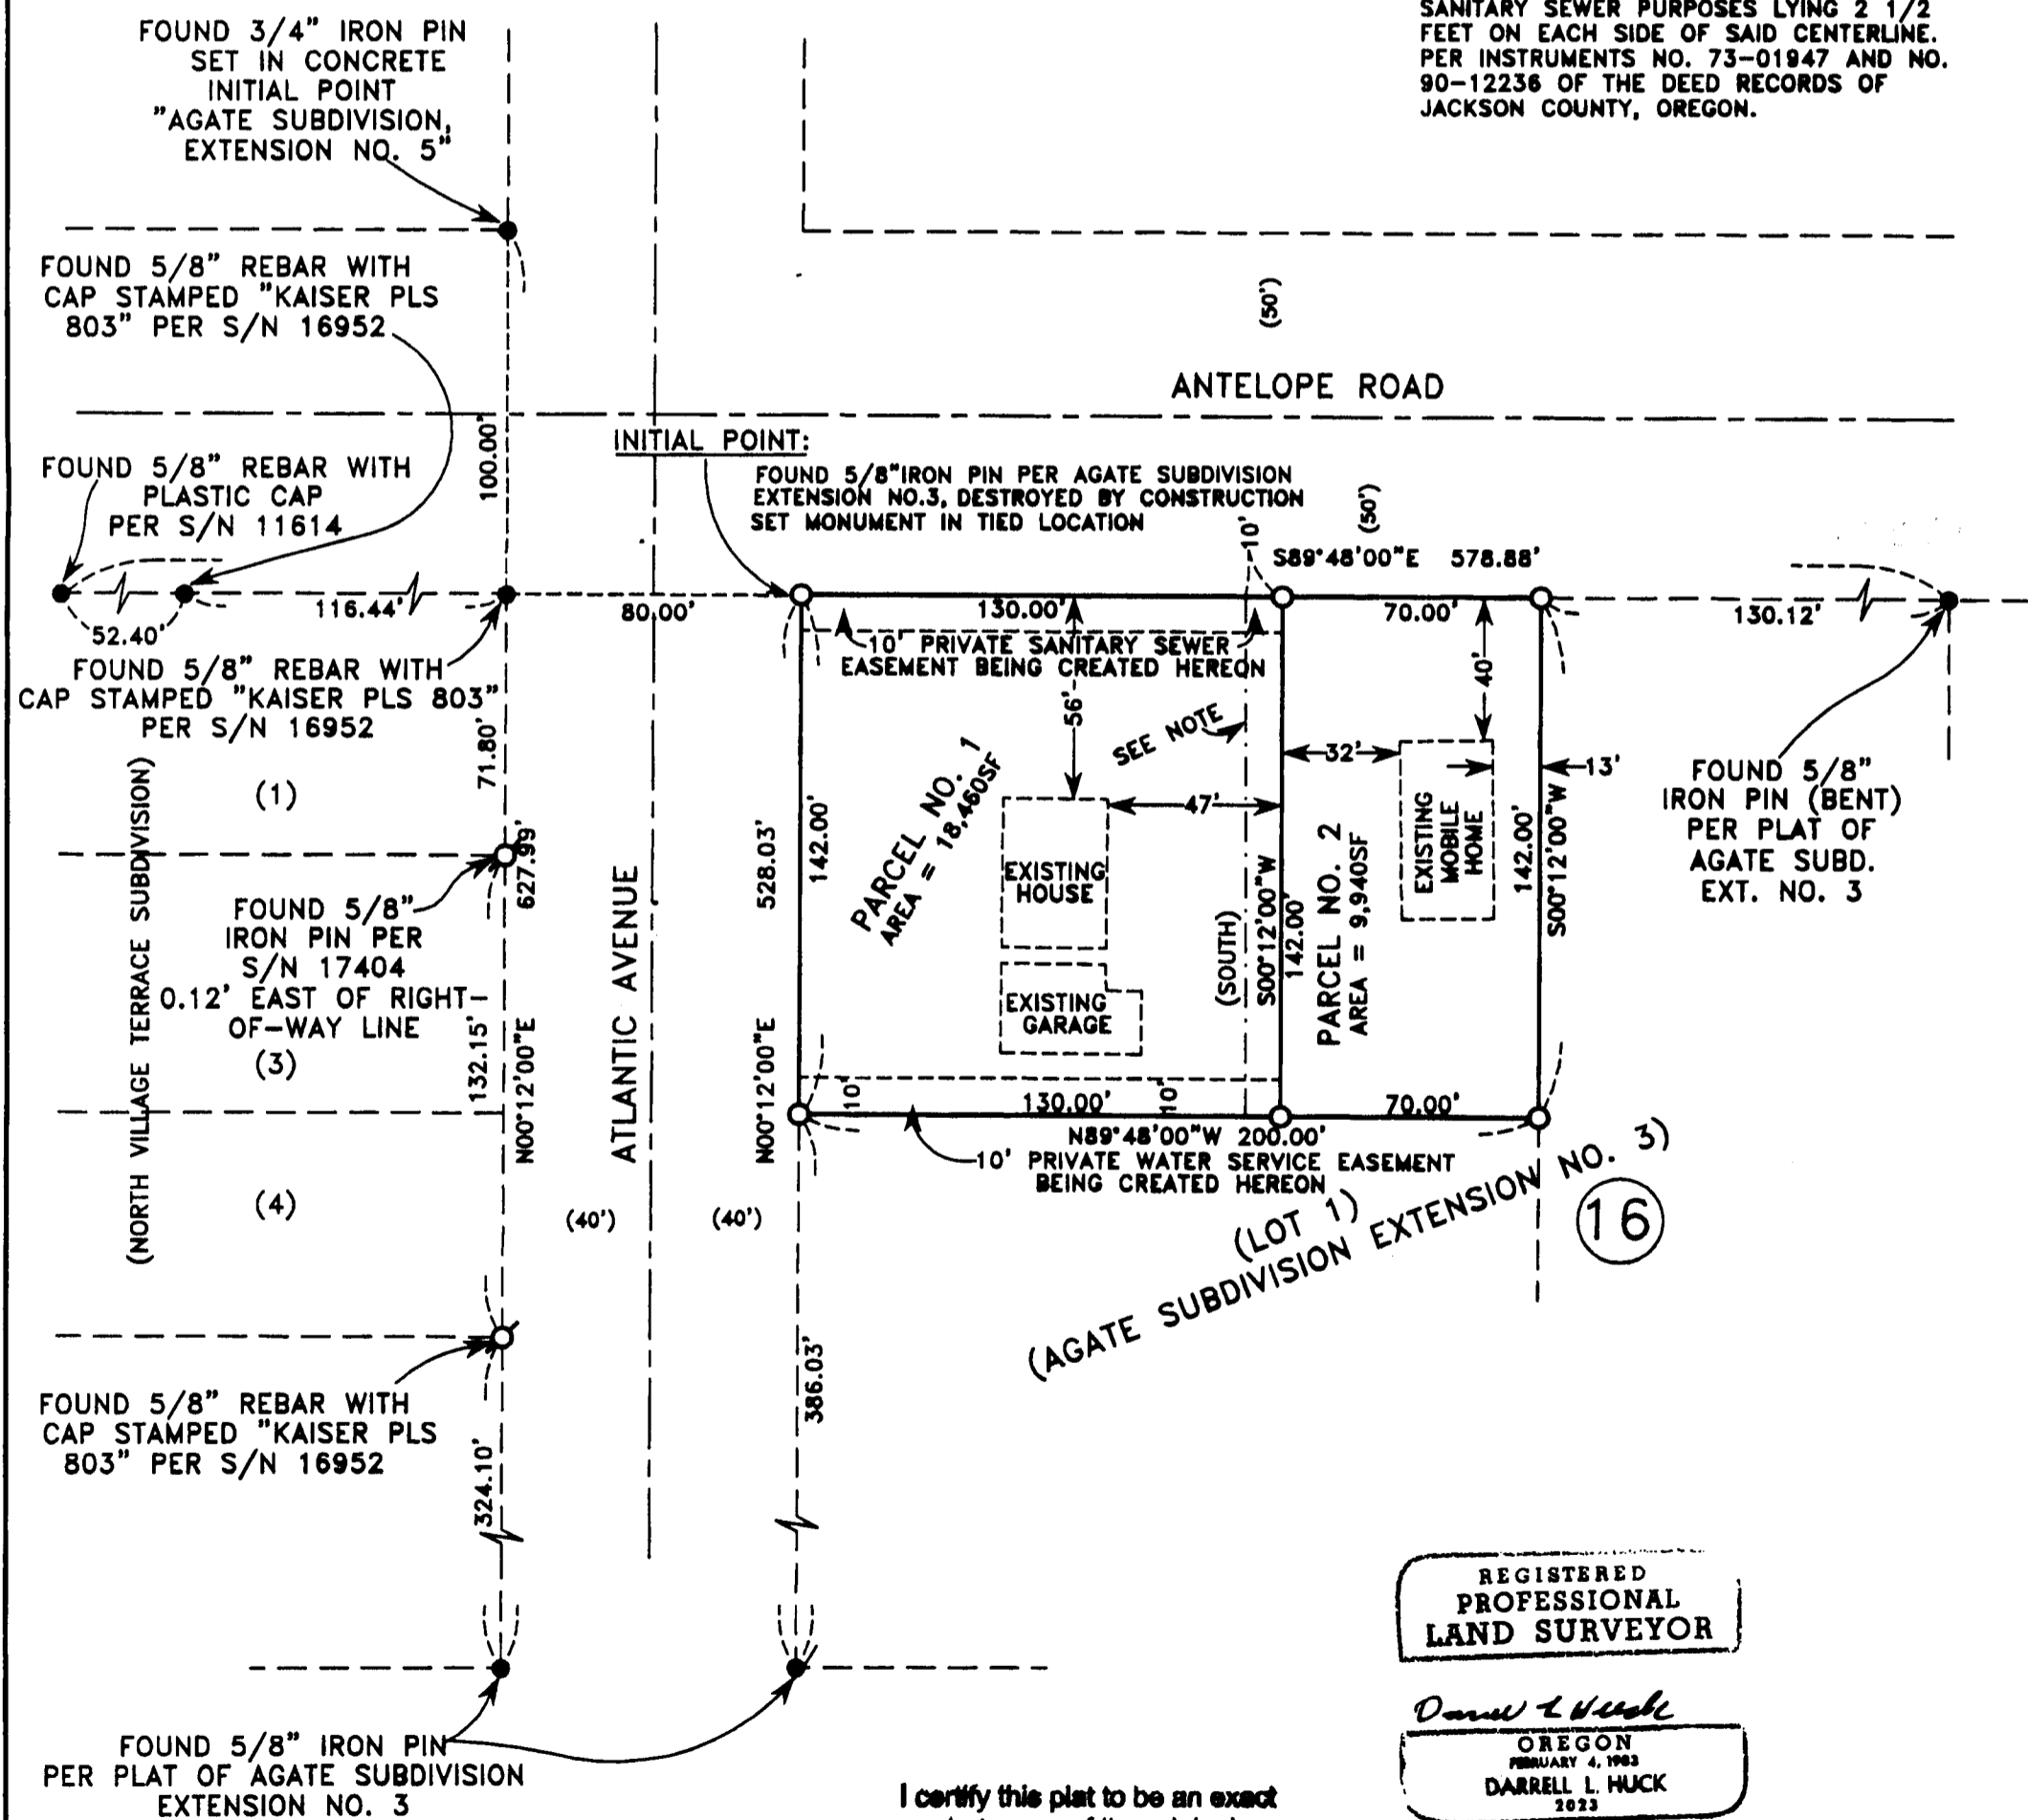 SANITARY SEWER PURPOSES LYING 2 1/2
FEET ON EACH SIDE OF SAID CENTERLINE.
PER INSTRUMENTS NO. 73-01947 AND NO.
90-12236 OF THE DEED RECORDS OF
JACKSON COUNTY, OREGON.
FOUND 3/4" IRON PIN
SET IN CONCRETE
INITIAL POINT
"AGATE SUBDIVISION,
EXTENSION NO. 5"
FOUND 5/8" REBAR WITH
CAP STAMPED "KAISER PLS
803" PER S/N 16952
(50')
ANTELOPE ROAD
100.00'
INITIAL POINT:
FOUND 5/8"IRON PIN PER AGATE SUBDIVISION
EXTENSION NO.3, DESTROYED BY CONSTRUCTION
SET MONUMENT IN TIED LOCATION
(50')
FOUND 5/8" REBAR WITH
PLASTIC CAP
PER S/N 11614
10'
S89°48'00"E 578.88'
116.44'
52.40'
80.00'
130.00'
70.00'
130.12'
10' PRIVATE SANITARY SEWER
EASEMENT BEING CREATED HEREON
FOUND 5/8" REBAR WITH
CAP STAMPED "KAISER PLS 803"
PER S/N 16952
71.80'
56'
40'
SEE NOTE
32'
13'
47'
(NORTH VILLAGE TERRACE SUBDIVISION)
(1)
627.99'
528.03'
142.00'
PARCEL NO. 1
AREA = 18,460SF
EXISTING
HOUSE
EXISTING
GARAGE
(SOUTH)
S00°12'00"W
142.00'
PARCEL NO. 2
AREA = 9,940SF
EXISTING
MOBILE
HOME
142.00'
S00°12'00"W
FOUND 5/8"
IRON PIN (BENT)
PER PLAT OF
AGATE SUBD.
EXT. NO. 3
FOUND 5/8"
IRON PIN PER
S/N 17404
0.12' EAST OF RIGHT-
OF-WAY LINE
(3)
132.15'
N00°12'00"E
ATLANTIC AVENUE
N00°12'00"E
10'
130.00'
10'
70.00'
N89°48'00"W 200.00'
10' PRIVATE WATER SERVICE EASEMENT
BEING CREATED HEREON
(4)
(40')
(40')
(LOT 1)
(AGATE SUBDIVISION EXTENSION NO. 3)
16
386.03'
FOUND 5/8" REBAR WITH
CAP STAMPED "KAISER PLS
803" PER S/N 16952
324.10'
FOUND 5/8" IRON PIN
PER PLAT OF AGATE SUBDIVISION
EXTENSION NO. 3
REGISTERED
PROFESSIONAL
LAND SURVEYOR
Darrell L Huck
OREGON
FEBRUARY 4, 1983
DARRELL L. HUCK
2023
I certify this plat to be an exact